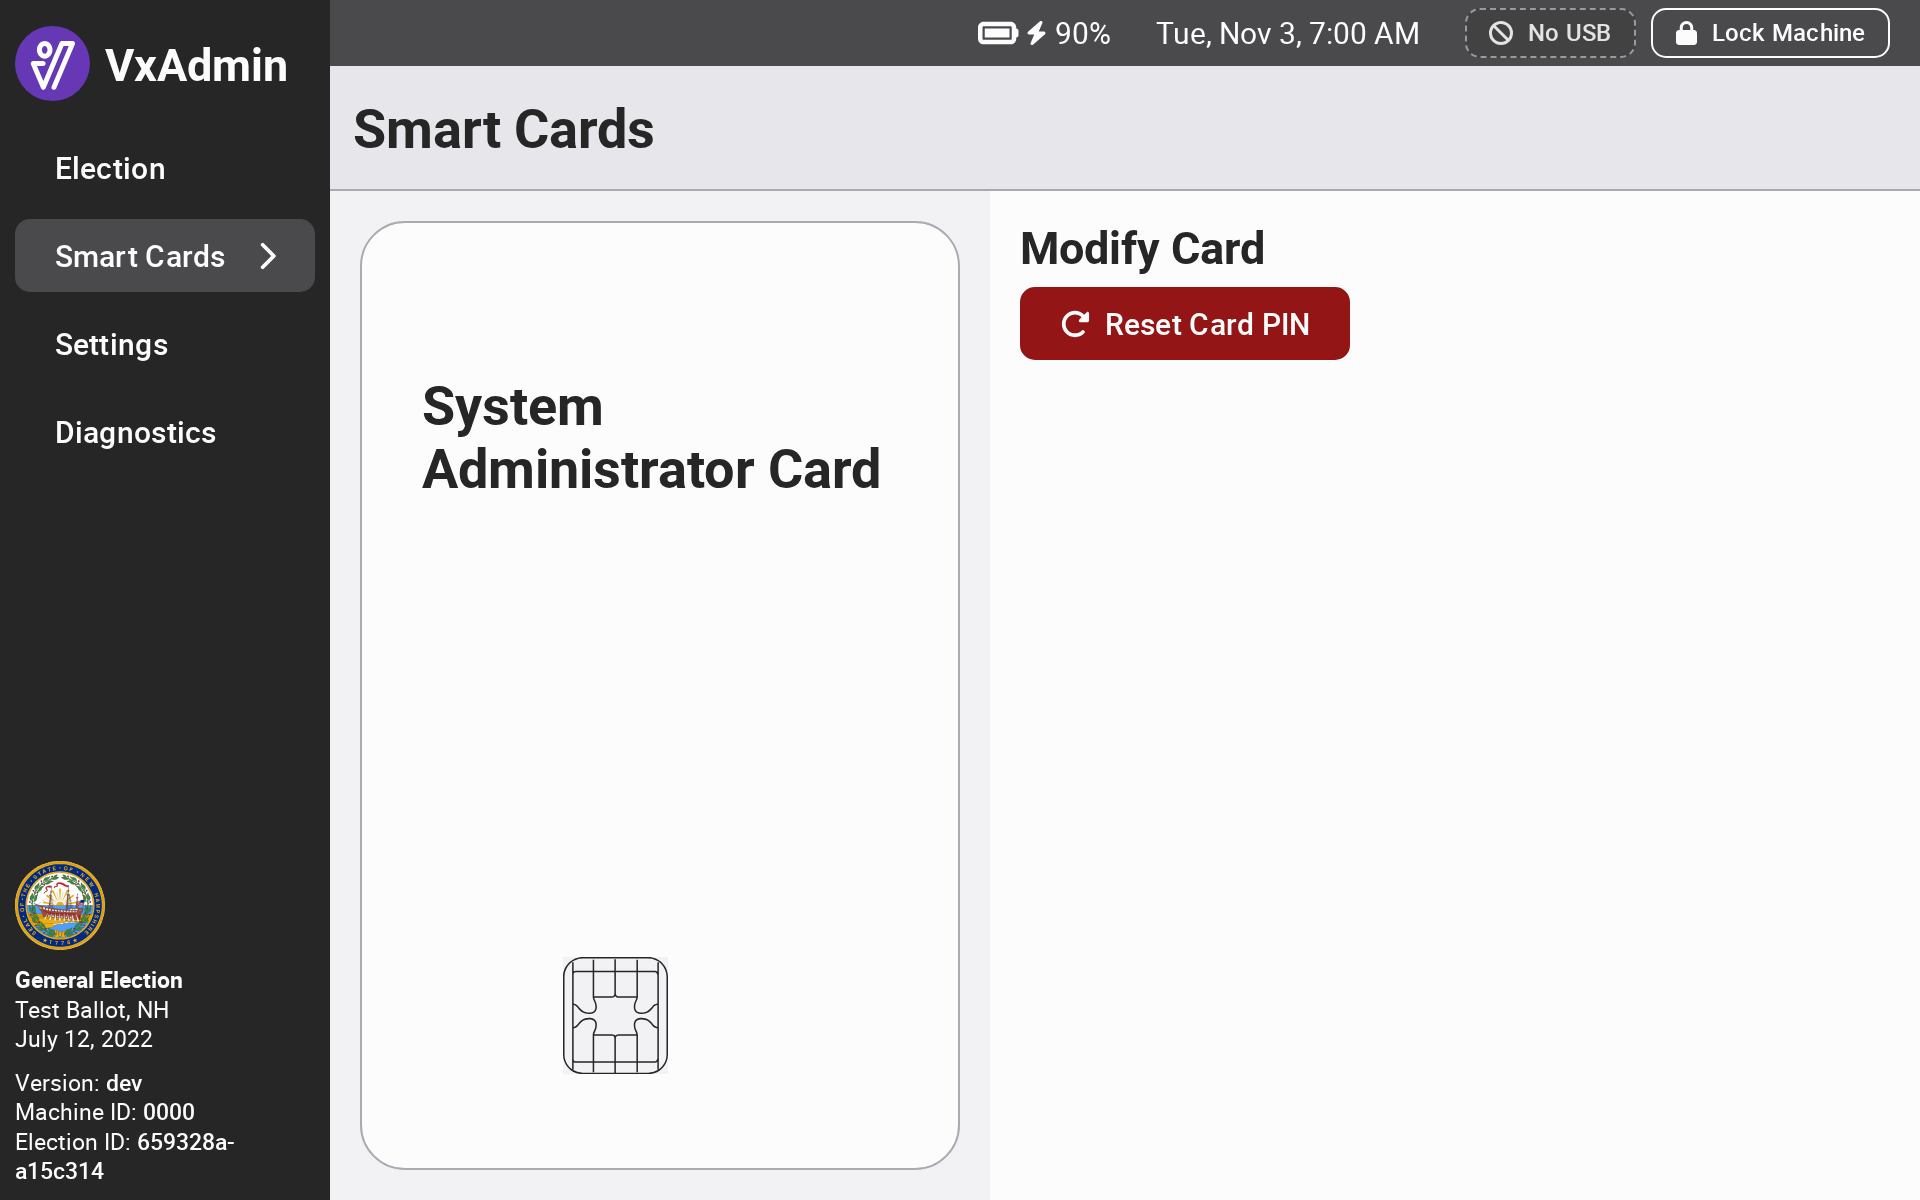 VxAdmin
Election
Smart Cards
Settings
Diagnostics
General Election
Test Ballot, NH
July 12, 2022
Version: dev
Machine ID: 0000
Election ID: 659328a-
a15c314
90%
Tue, Nov 3, 7:00 AM
No USB
Lock Machine
Smart Cards
System
Administrator Card
Modify Card
Reset Card PIN